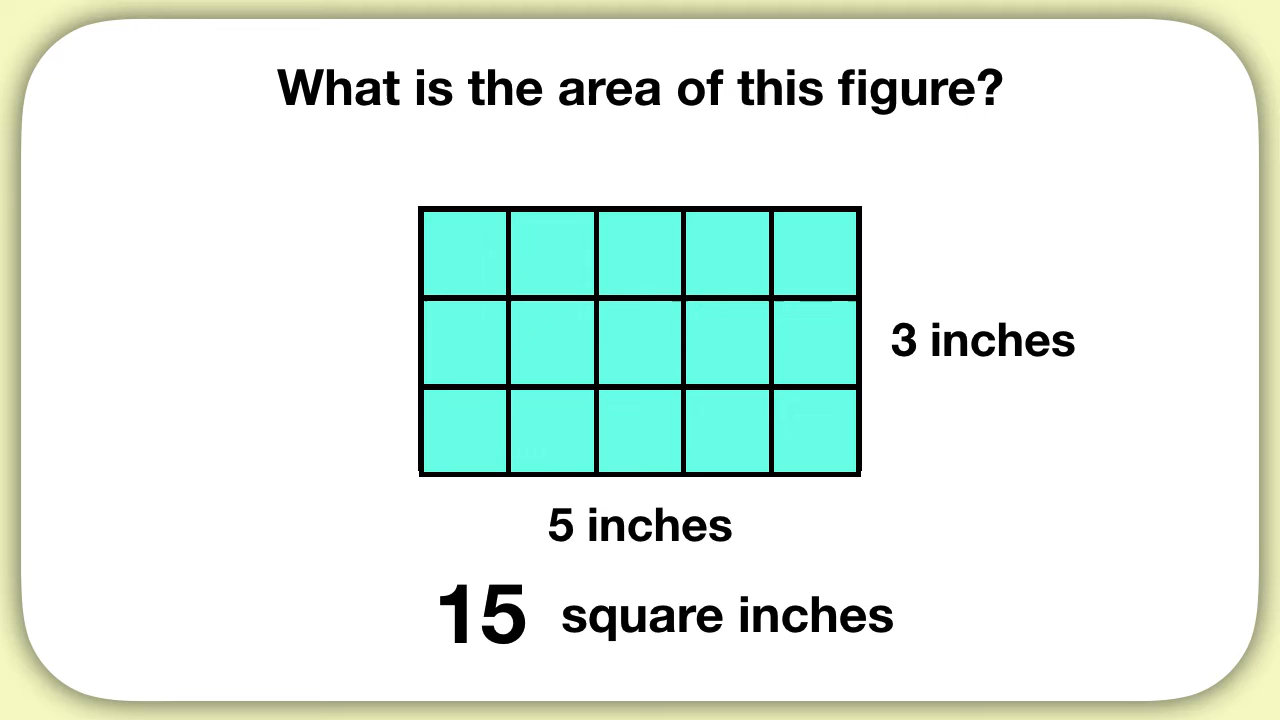 What is the area of this figure?
3 inches
5 inches
15 square inches